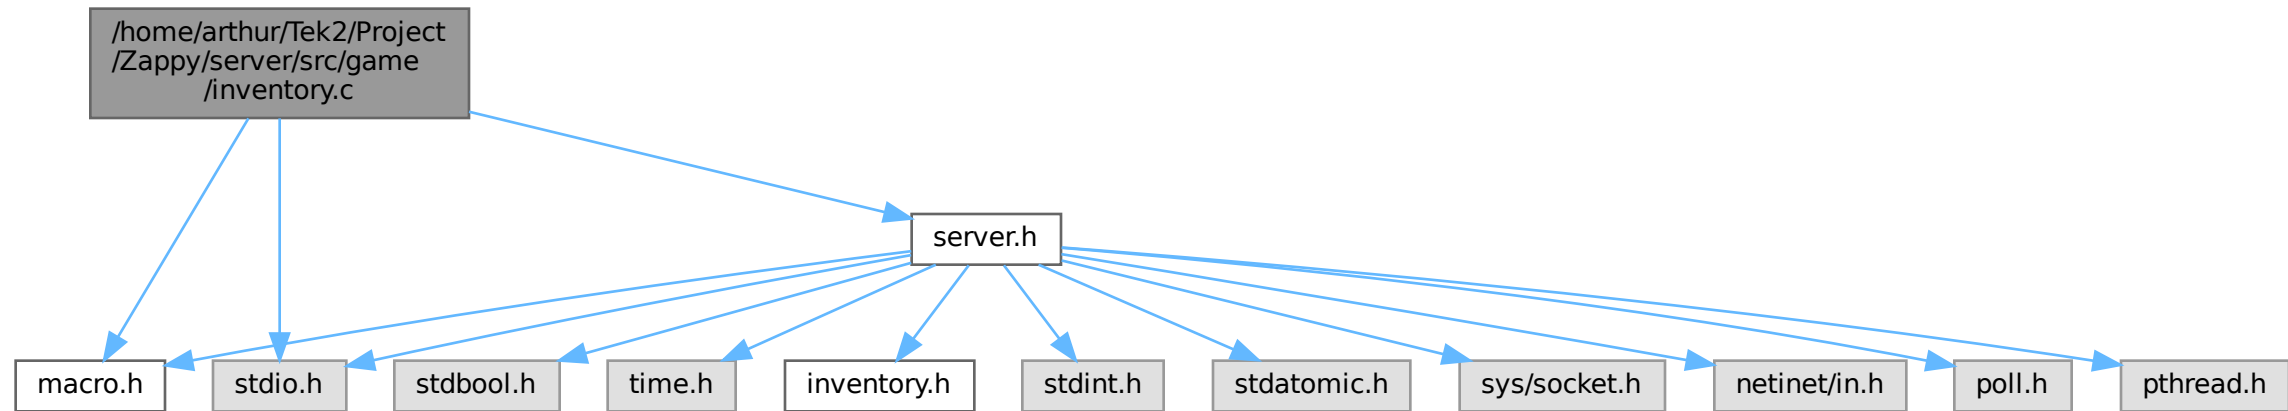 /home/arthur/Tek2/Project
/Zappy/server/src/game
/inventory.c
server.h
macro.h
stdio.h
stdbool.h
time.h
inventory.h
stdint.h
stdatomic.h
sys/socket.h
netinet/in.h
poll.h
pthread.h